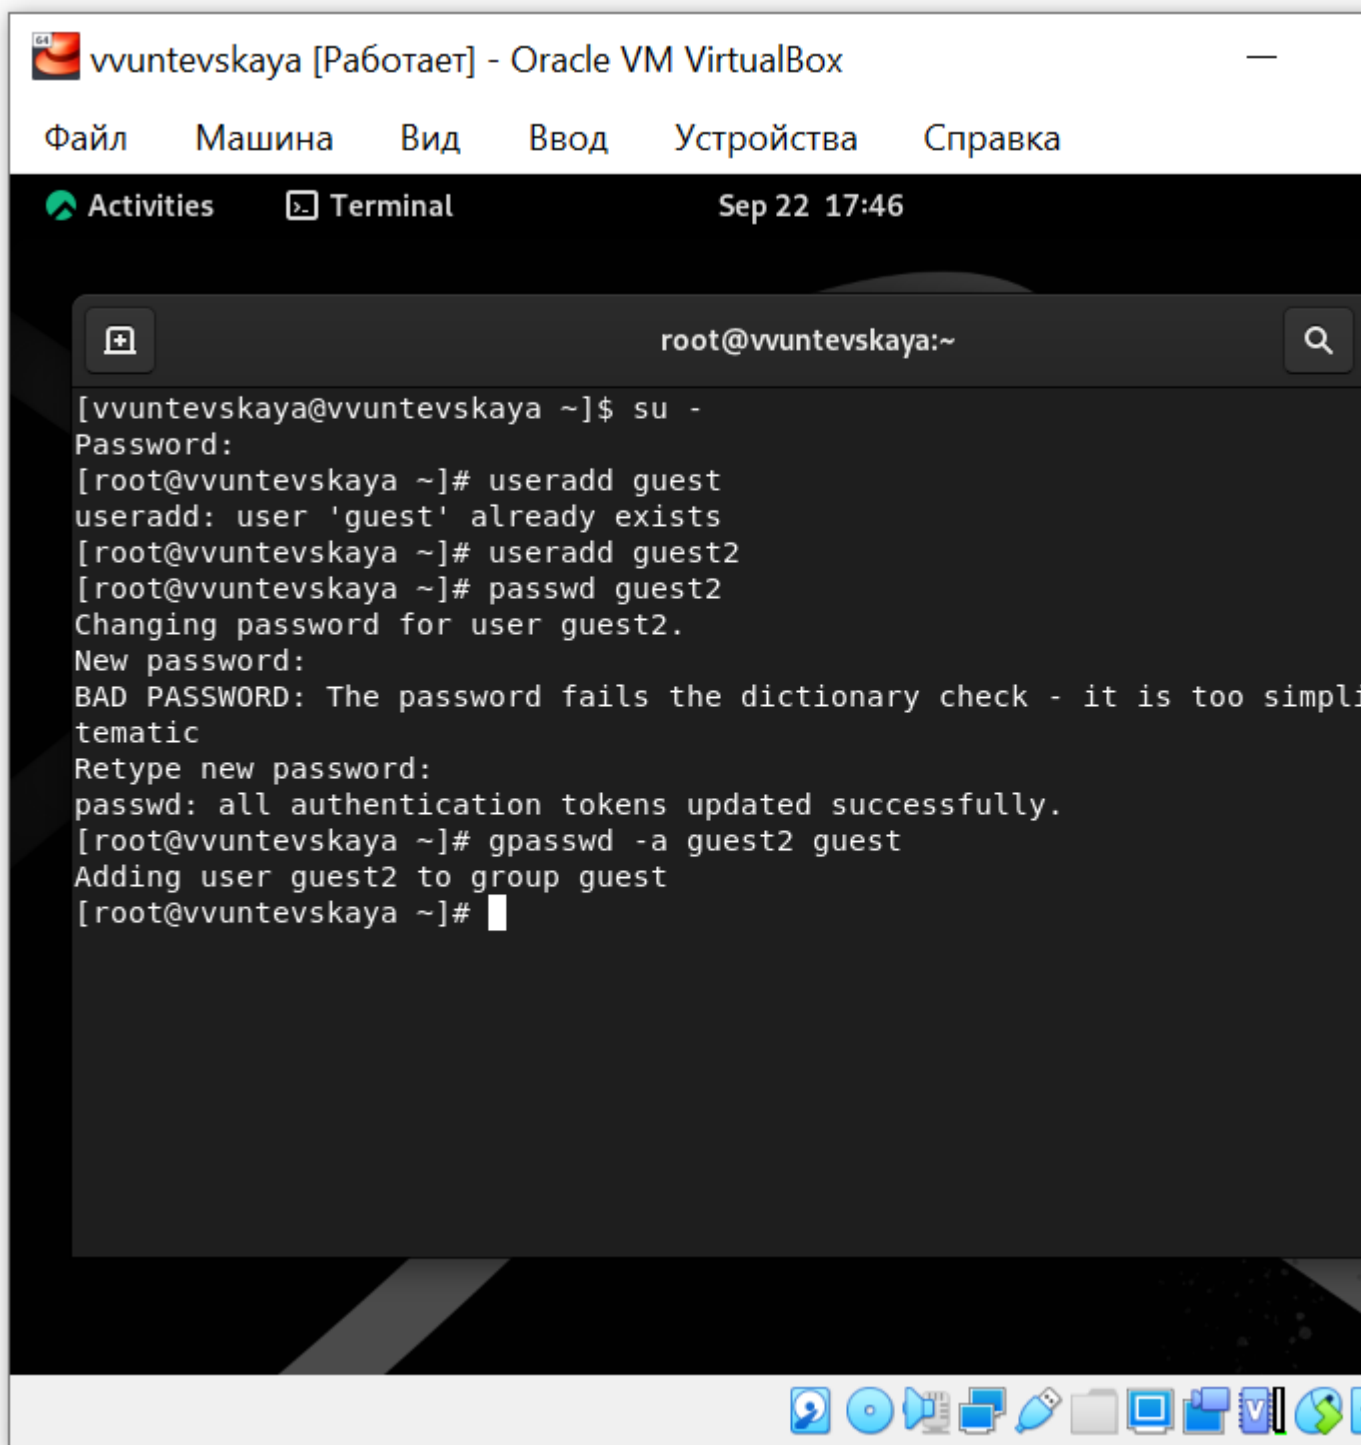 64
vvuntevskaya [Работает] - Oracle VM VirtualBox
Файл Машина Вид Ввод Устройства Справка
Activities Terminal Sep 22 17:46
root@vvuntevskaya:~
[vvuntevskaya@vvuntevskaya ~]$ su -
Password:
[root@vvuntevskaya ~]# useradd guest
useradd: user 'guest' already exists
[root@vvuntevskaya ~]# useradd guest2
[root@vvuntevskaya ~]# passwd guest2
Changing password for user guest2.
New password:
BAD PASSWORD: The password fails the dictionary check - it is too simpli
tematic
Retype new password:
passwd: all authentication tokens updated successfully.
[root@vvuntevskaya ~]# gpasswd -a guest2 guest
Adding user guest2 to group guest
[root@vvuntevskaya ~]#
V